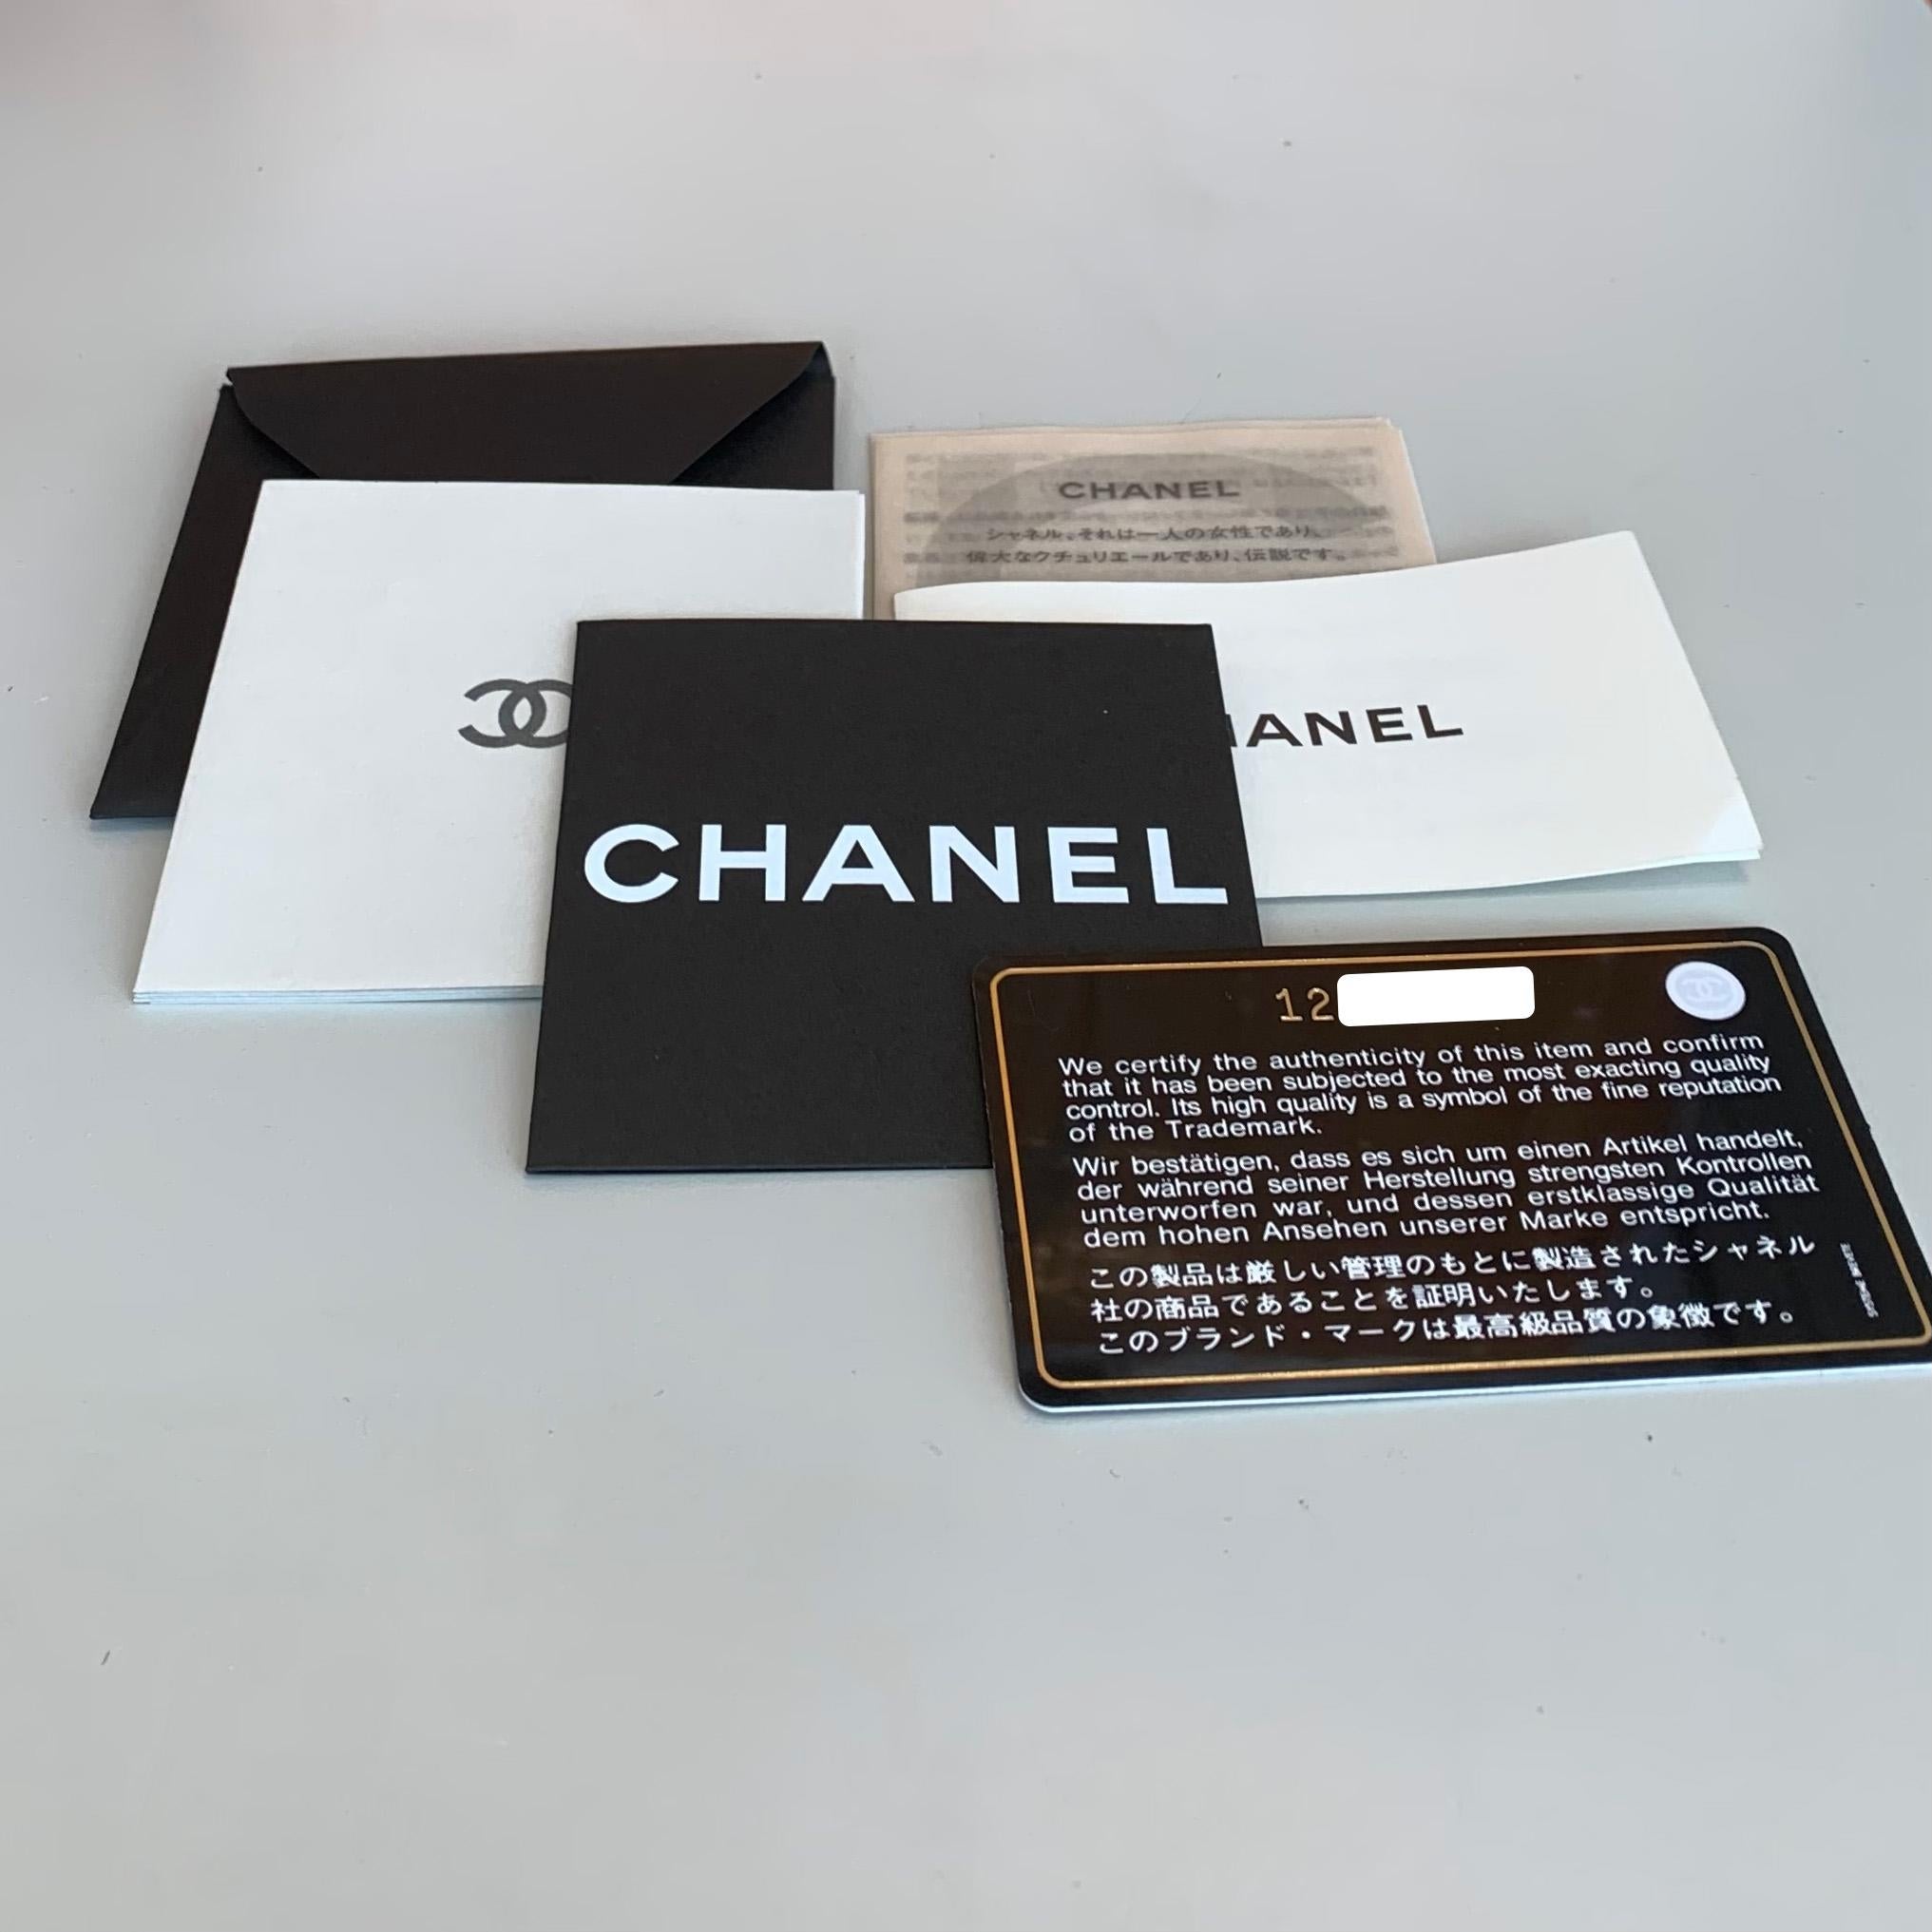 CHANEL
シャネル。それは一人の女性であり、
偉大なクチュリエールであり、伝説です。
HANEL
CHANEL
12
We certify the authenticity of this item and confirm
that it has been subjected to the most exacting quality
control. Its high quality is a symbol of the fine reputation
of the Trademark.
Wir bestätigen, dass es sich um einen Artikel handelt,
der während seiner Herstellung strengsten Kontrollen
unterworfen war, und dessen erstklassige Qualität
dem hohen Ansehen unserer Marke entspricht.
この製品は厳しい管理のもとに製造されたシャネル
社の商品であることを証明いたします。
このブランド・マークは最高級品質の象徴です。